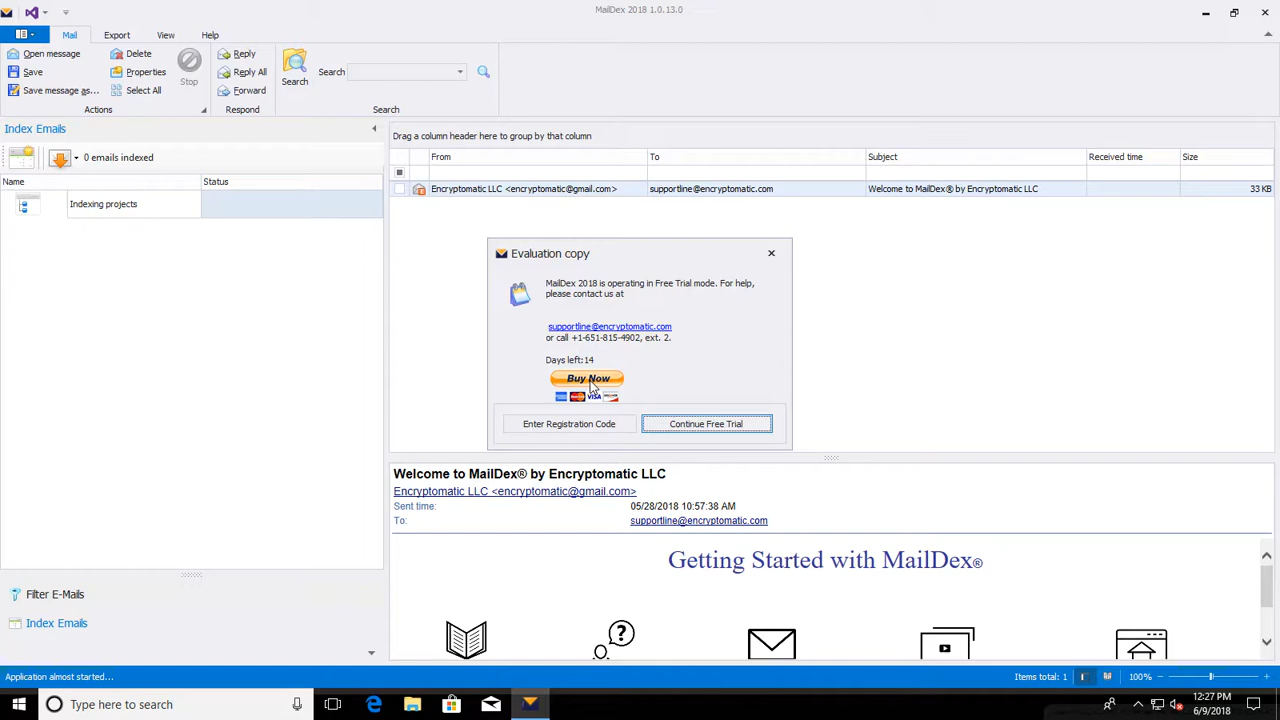 MailDex 2018 1.0.13.0
Mail
Export
View
Help
Open message
Save
Save message as...
Delete
Properties
Select All
Stop
Actions
Reply
Reply All
Forward
Respond
Search
Search
Search
Index Emails
0 emails indexed
Name
Status
Indexing projects
Filter E-Mails
Index Emails
Drag a column header here to group by that column
From
To
Subject
Received time
Size
Encryptomatic LLC <encryptomatic@gmail.com>
supportline@encryptomatic.com
Welcome to MailDex® by Encryptomatic LLC
33 KB
Evaluation copy
MailDex 2018 is operating in Free Trial mode. For help,
please contact us at
supportline@encryptomatic.com
or call +1-651-815-4902, ext. 2.
Days left:14
Buy Now
VISA
Enter Registration Code
Continue Free Trial
Welcome to MailDex® by Encryptomatic LLC
Encryptomatic LLC <encryptomatic@gmail.com>
Sent time:
05/28/2018 10:57:38 AM
To:
supportline@encryptomatic.com
Getting Started with MailDex®
Application almost started...
Items total: 1
100%
Type here to search
12:27 PM
6/9/2018